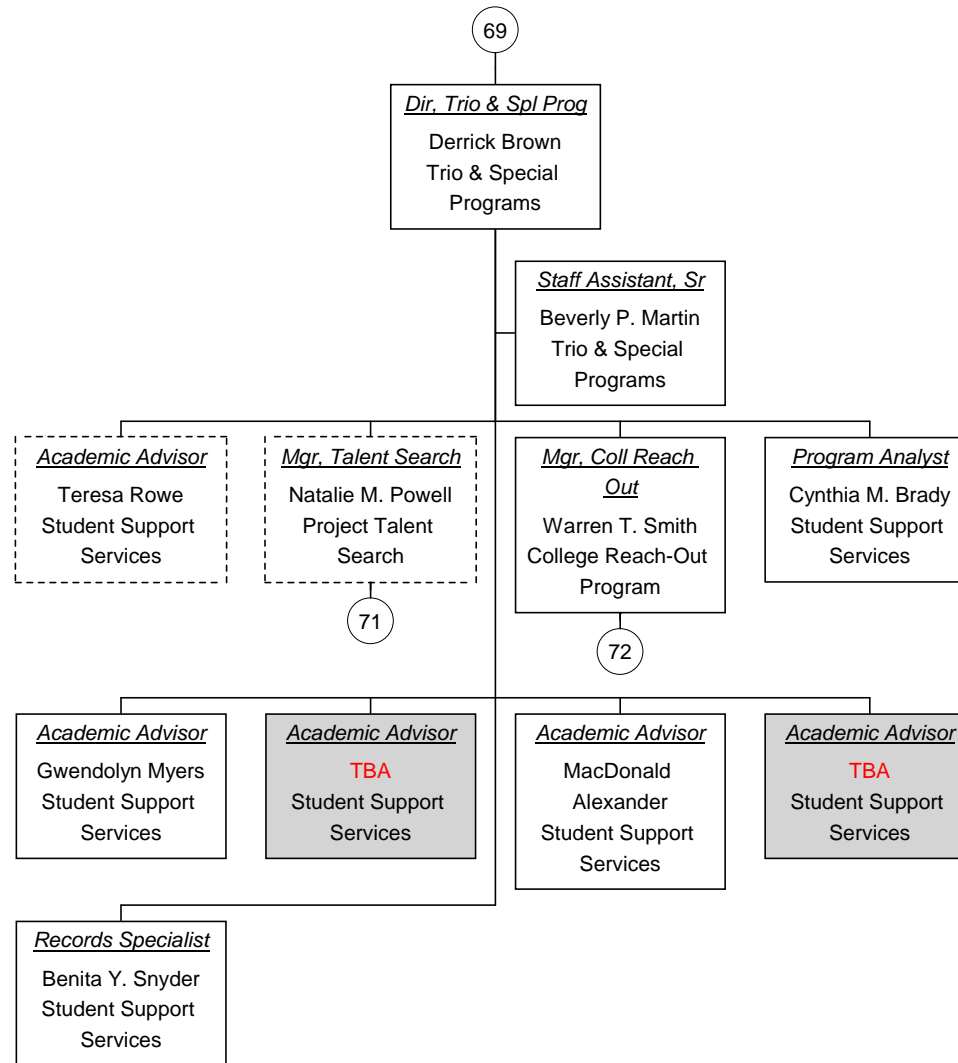 69
Dir, Trio & Spl Prog
Derrick Brown
Trio & Special
Programs
Staff Assistant, Sr
Beverly P. Martin
Trio & Special
Programs
Academic Advisor
Teresa Rowe
Student Support
Services
Mgr, Talent Search
Natalie M. Powell
Project Talent
Search
71
Mgr, Coll Reach
Out
Warren T. Smith
College Reach-Out
Program
72
Program Analyst
Cynthia M. Brady
Student Support
Services
Academic Advisor
Gwendolyn Myers
Student Support
Services
Academic Advisor
TBA
Student Support
Services
Academic Advisor
MacDonald
Alexander
Student Support
Services
Academic Advisor
TBA
Student Support
Services
Records Specialist
Benita Y. Snyder
Student Support
Services